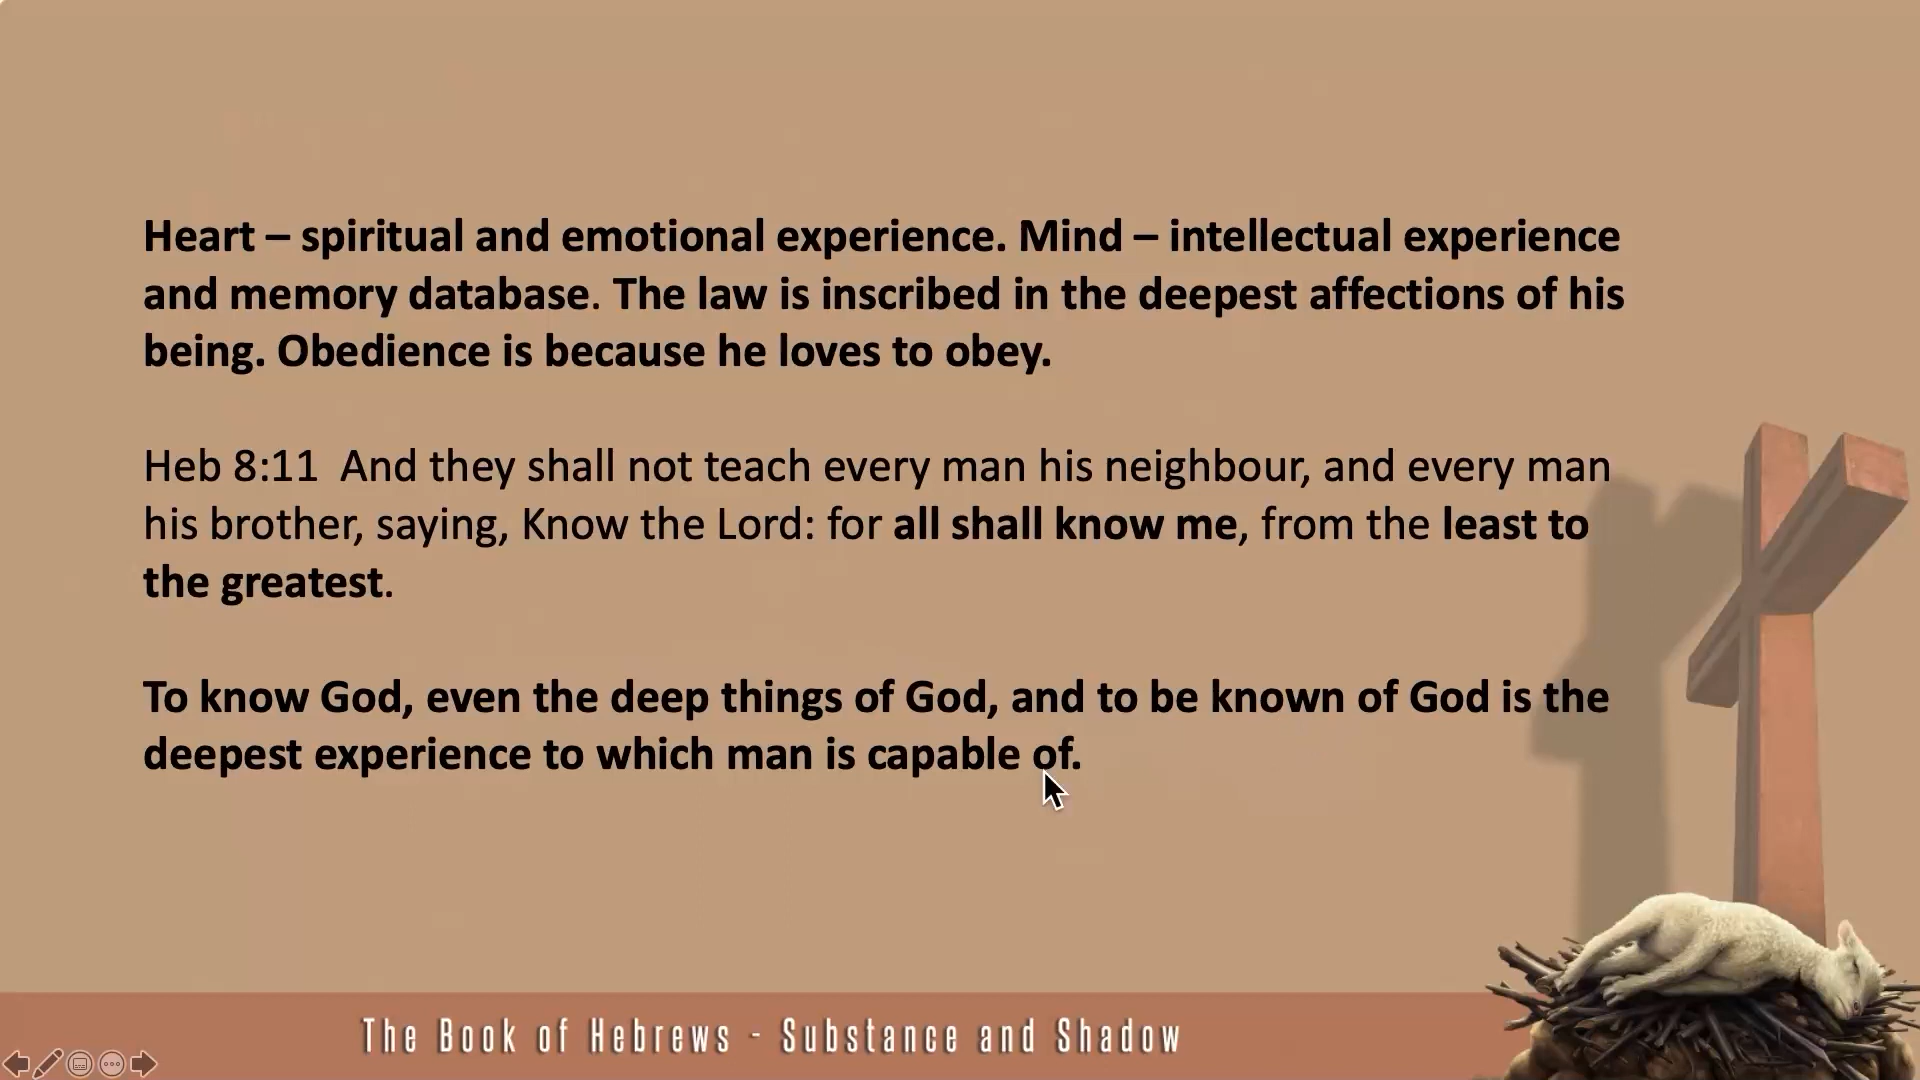 Heart – spiritual and emotional experience. Mind – intellectual experience
and memory database. The law is inscribed in the deepest affections of his
being. Obedience is because he loves to obey.
Heb 8:11  And they shall not teach every man his neighbour, and every man
his brother, saying, Know the Lord: for all shall know me, from the least to
the greatest.
To know God, even the deep things of God, and to be known of God is the
deepest experience to which man is capable of.
The Book of Hebrews - Substance and Shadow